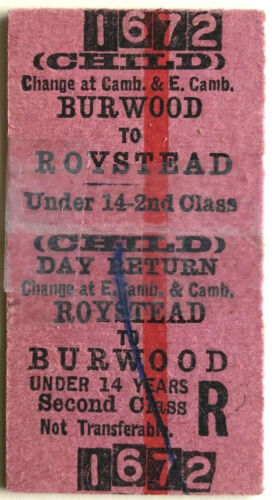 1672
(CHILD)
Change at Camb. & E. Camb.
BURWOOD
TO
ROYSTEAD
Under 14-2nd Class
(CHILD)
DAY RETURN
Change at E. Camb. & Camb.
ROYSTEAD
TO
BURWOOD
UNDER 14 YEARS
Second Class
R
Not Transferable.
1672